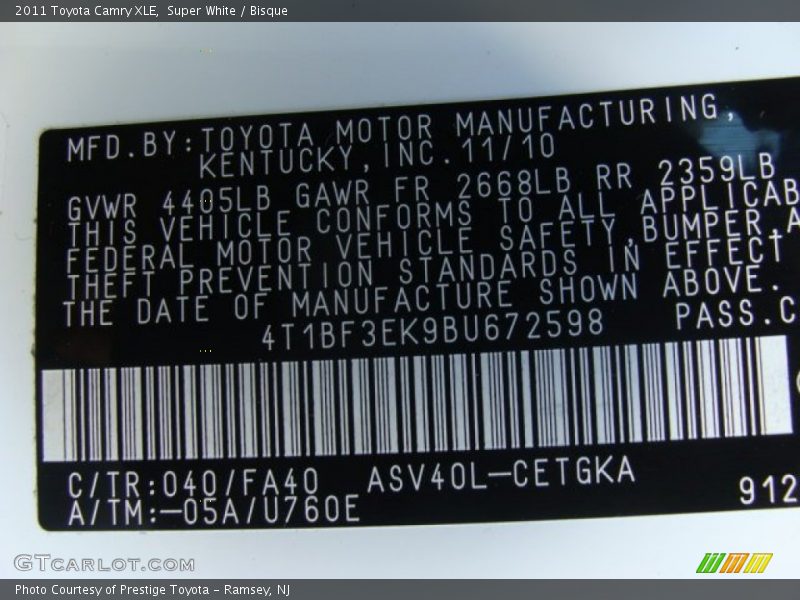 2011 Toyota Camry XLE,  Super White / Bisque
MFD.BY:TOYOTA MOTOR MANUFACTURING,
KENTUCKY,INC.11/10
GVWR 4405LB GAWR FR 2668LB RR 2359LB
THIS VEHICLE CONFORMS TO ALL APPLICAB
FEDERAL MOTOR VEHICLE SAFETY,BUMPER,A
THEFT PREVENTION STANDARDS IN EFFECT
THE DATE OF MANUFACTURE SHOWN ABOVE.
4T1BF3EK9BU672598 PASS.C
C/TR:040/FA40 ASV40L-CETGKA
A/TM:-05A/U760E 912
GTCARLOT.COM
Photo Courtesy of Prestige Toyota - Ramsey, NJ